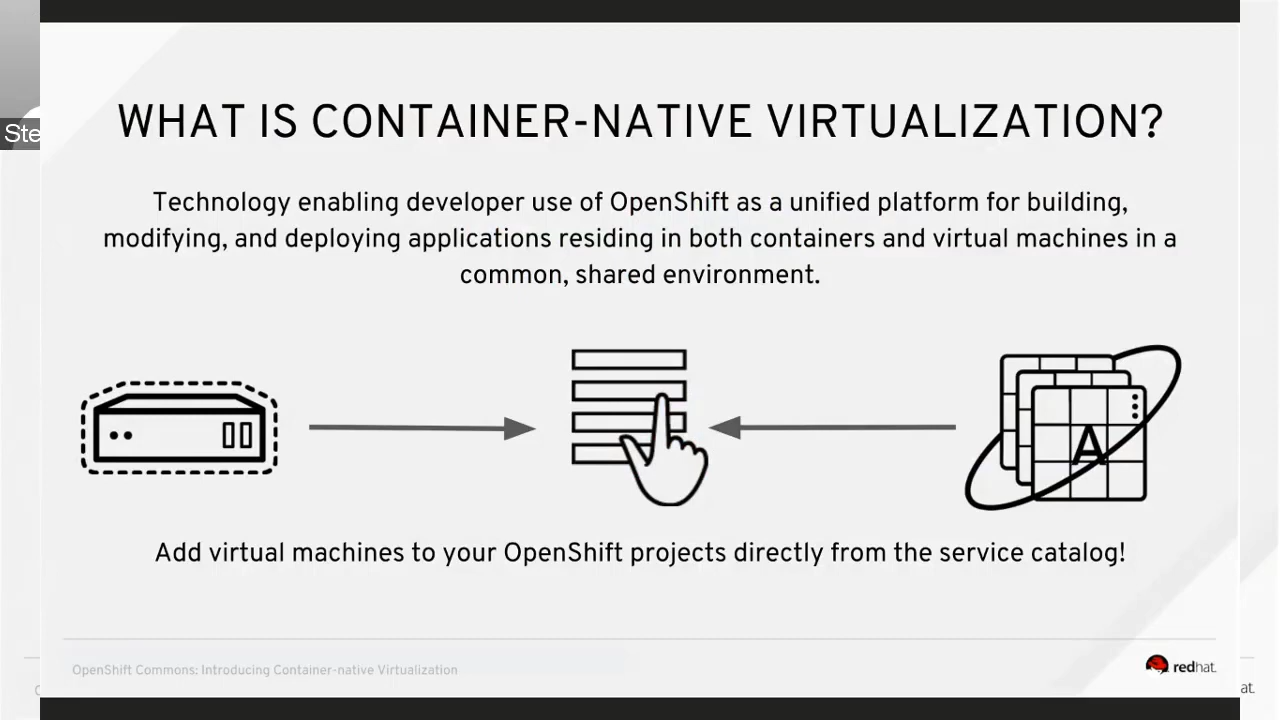 WHAT IS CONTAINER-NATIVE VIRTUALIZATION?
Ste
Technology enabling developer use of OpenShift as a unified platform for building,
modifying, and deploying applications residing in both containers and virtual machines in a
common, shared environment.
A
Add virtual machines to your OpenShift projects directly from the service catalog!
OpenShift Commons: Introducing Container-native Virtualization
redhat.
at.